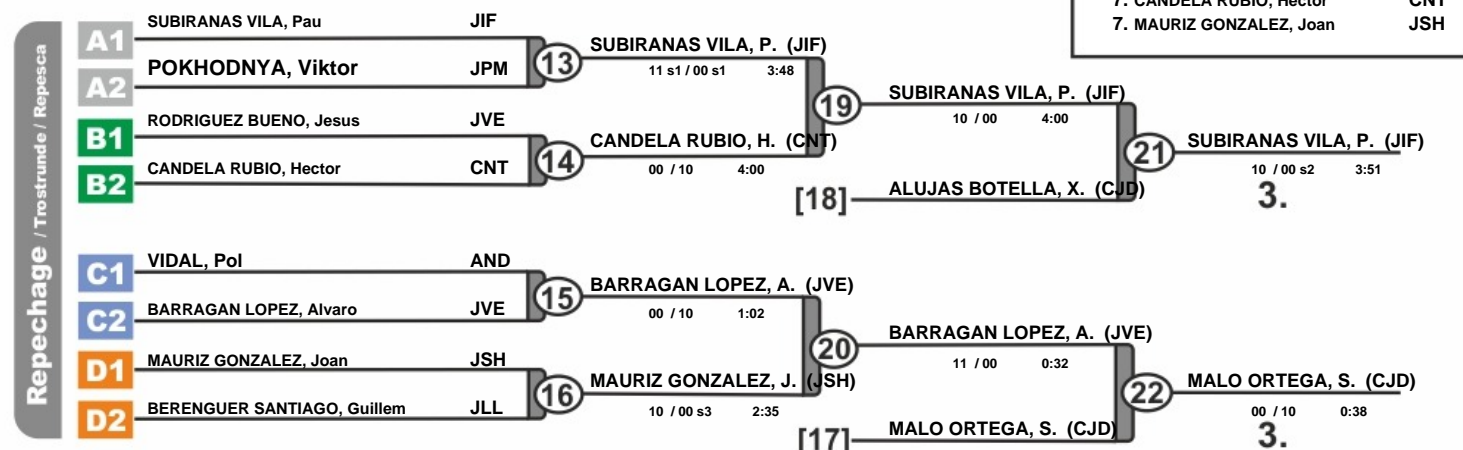 7. CANDELA RUBIO, Hector CNT
7. MAURIZ GONZALEZ, Joan JSH
Repechage / Trostrunde / Repesca
A1 SUBIRANAS VILA, Pau JIF
A2 POKHODNYA, Viktor JPM
13 SUBIRANAS VILA, P. (JIF)
11 s1 / 00 s1 3:48
B1 RODRIGUEZ BUENO, Jesus JVE
B2 CANDELA RUBIO, Hector CNT
14 CANDELA RUBIO, H. (CNT)
00 / 10 4:00
19 SUBIRANAS VILA, P. (JIF)
10 / 00 4:00
[18] ALUJAS BOTELLA, X. (CJD)
21 SUBIRANAS VILA, P. (JIF)
10 / 00 s2 3:51
3.
C1 VIDAL, Pol AND
C2 BARRAGAN LOPEZ, Alvaro JVE
15 BARRAGAN LOPEZ, A. (JVE)
00 / 10 1:02
D1 MAURIZ GONZALEZ, Joan JSH
D2 BERENGUER SANTIAGO, Guillem JLL
16 MAURIZ GONZALEZ, J. (JSH)
10 / 00 s3 2:35
20 BARRAGAN LOPEZ, A. (JVE)
11 / 00 0:32
[17] MALO ORTEGA, S. (CJD)
22 MALO ORTEGA, S. (CJD)
00 / 10 0:38
3.